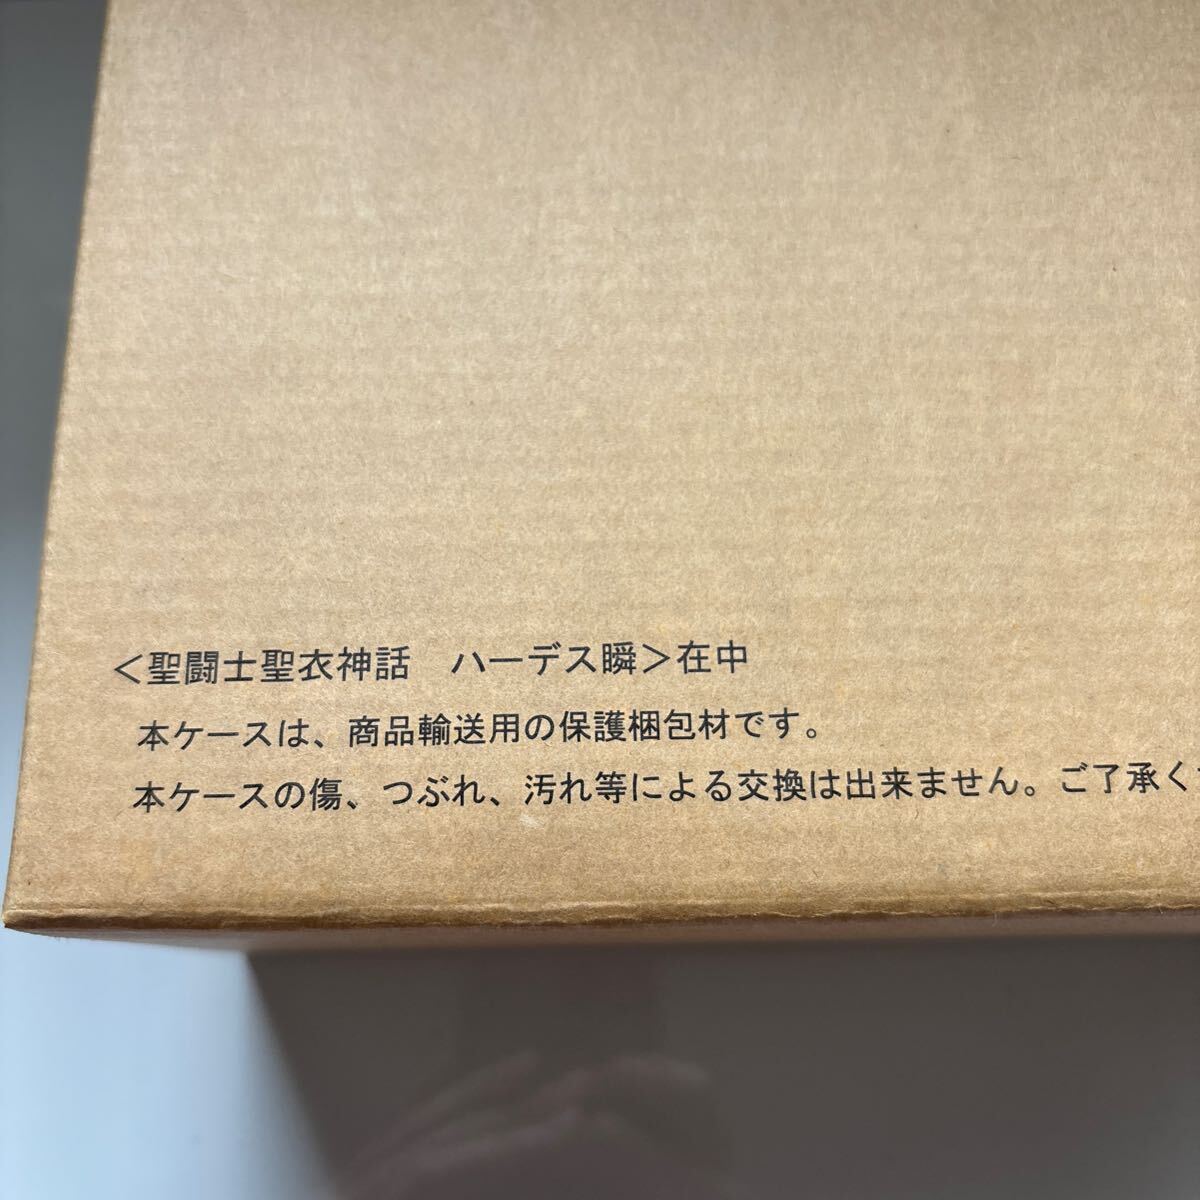 ＜聖闘士聖衣神話　ハーデス瞬＞在中
本ケースは、商品輸送用の保護梱包材です。
本ケースの傷、つぶれ、汚れ等による交換は出来ません。ご了承く